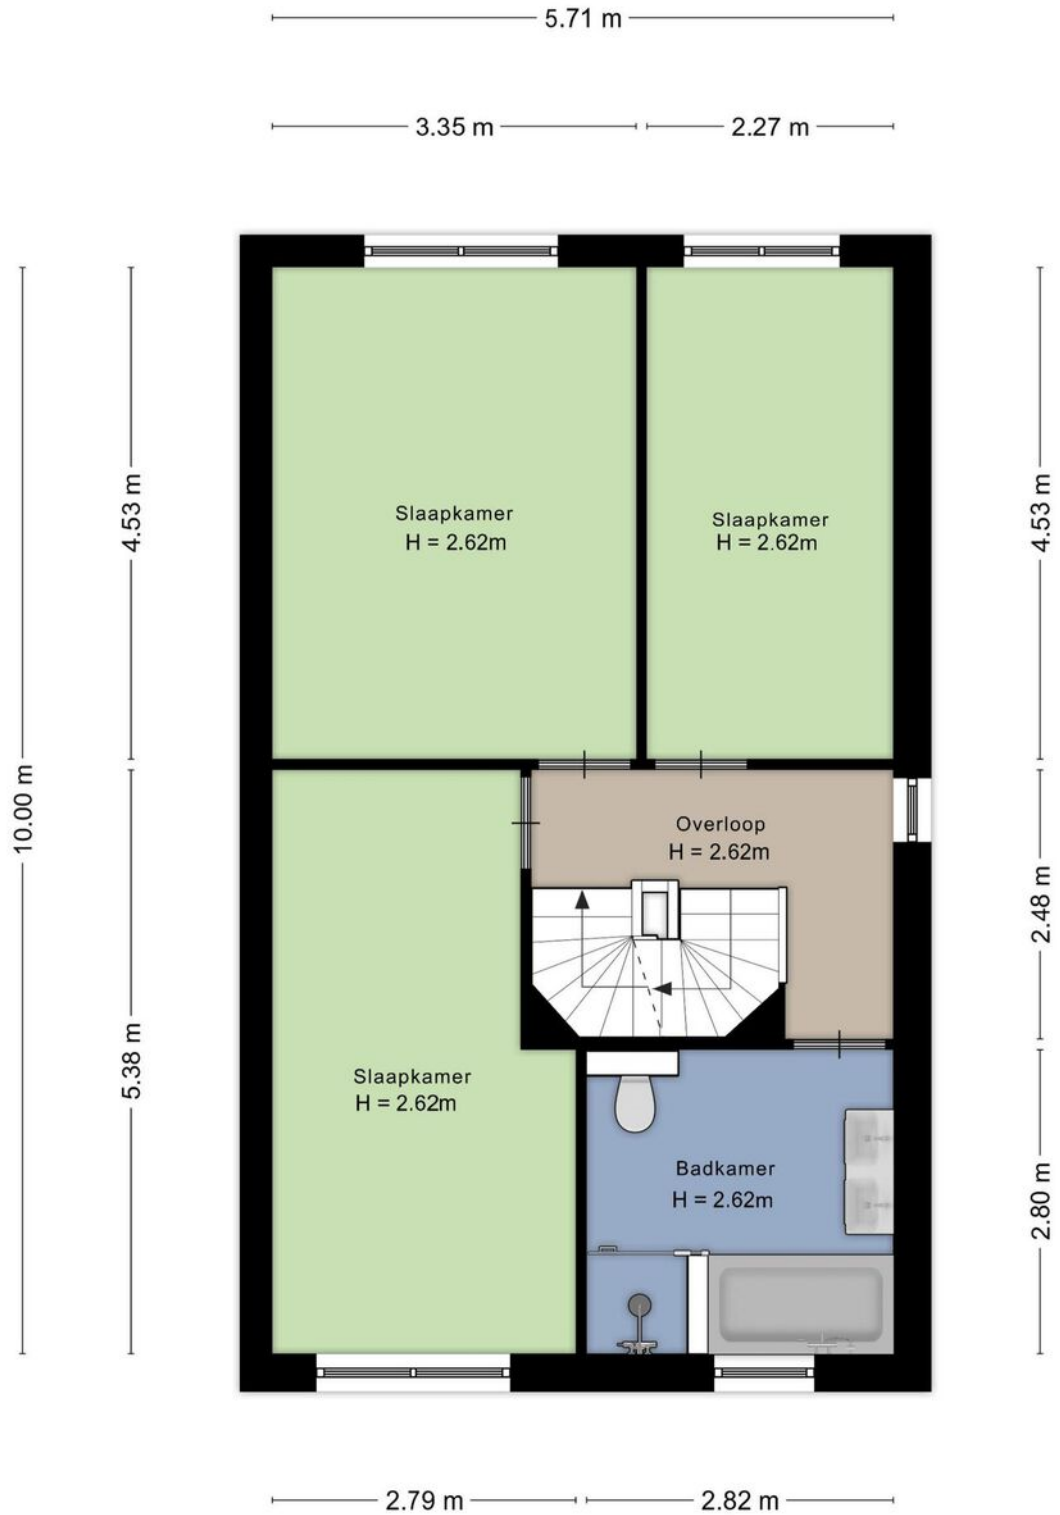 5.71 m
3.35 m
2.27 m
4.53 m
4.53 m
Slaapkamer
H = 2.62m
Slaapkamer
H = 2.62m
10.00 m
Overloop
H = 2.62m
2.48 m
5.38 m
Slaapkamer
H = 2.62m
Badkamer
H = 2.62m
2.80 m
2.79 m
2.82 m